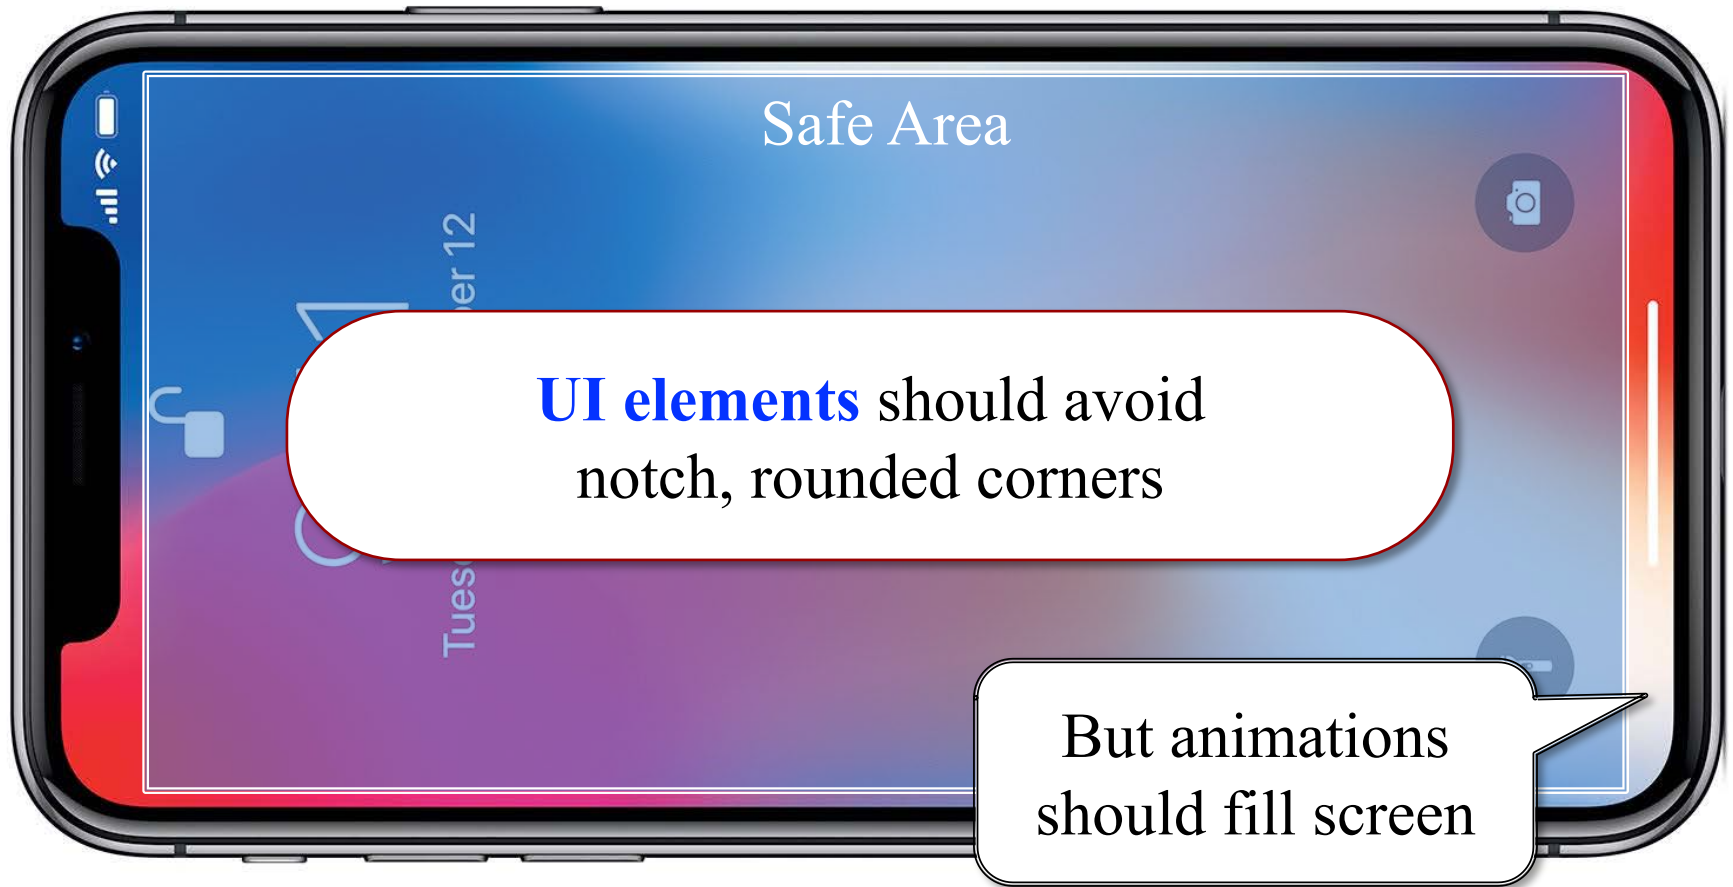 Safe Area
UI elements should avoid
notch, rounded corners
But animations
should fill screen